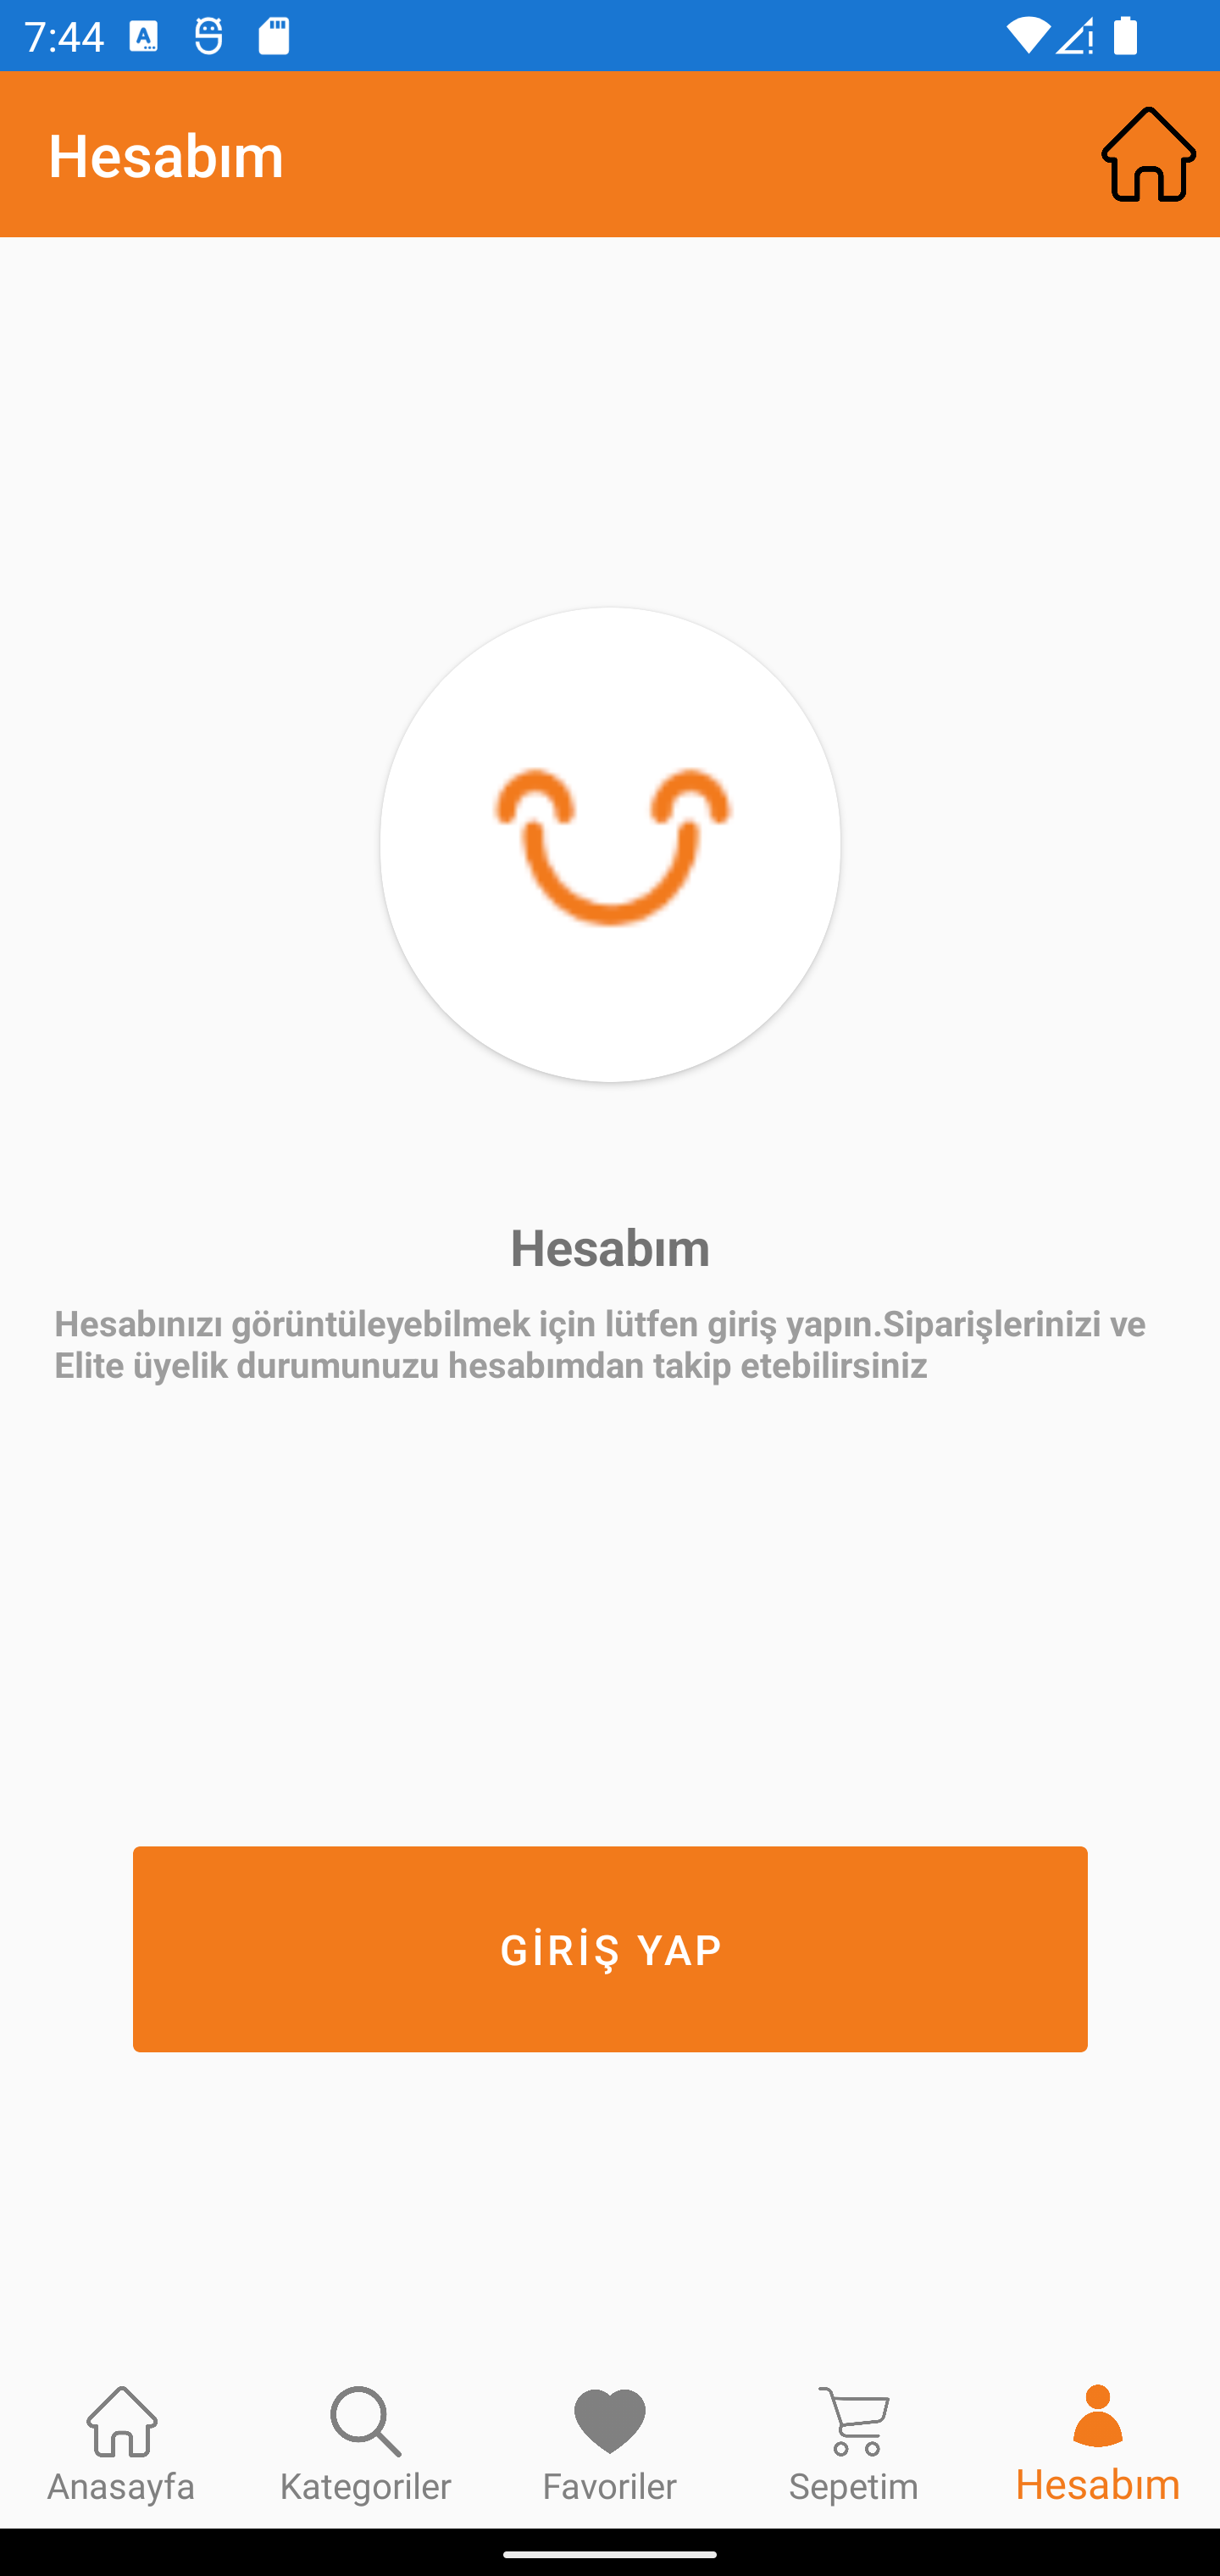 7:44
Hesabım
Hesabım
Hesabınızı görüntüleyebilmek için lütfen giriş yapın.Siparişlerinizi ve
Elite üyelik durumunuzu hesabımdan takip etebilirsiniz
GİRİŞ YAP
Anasayfa
Kategoriler
Favoriler
Sepetim
Hesabım